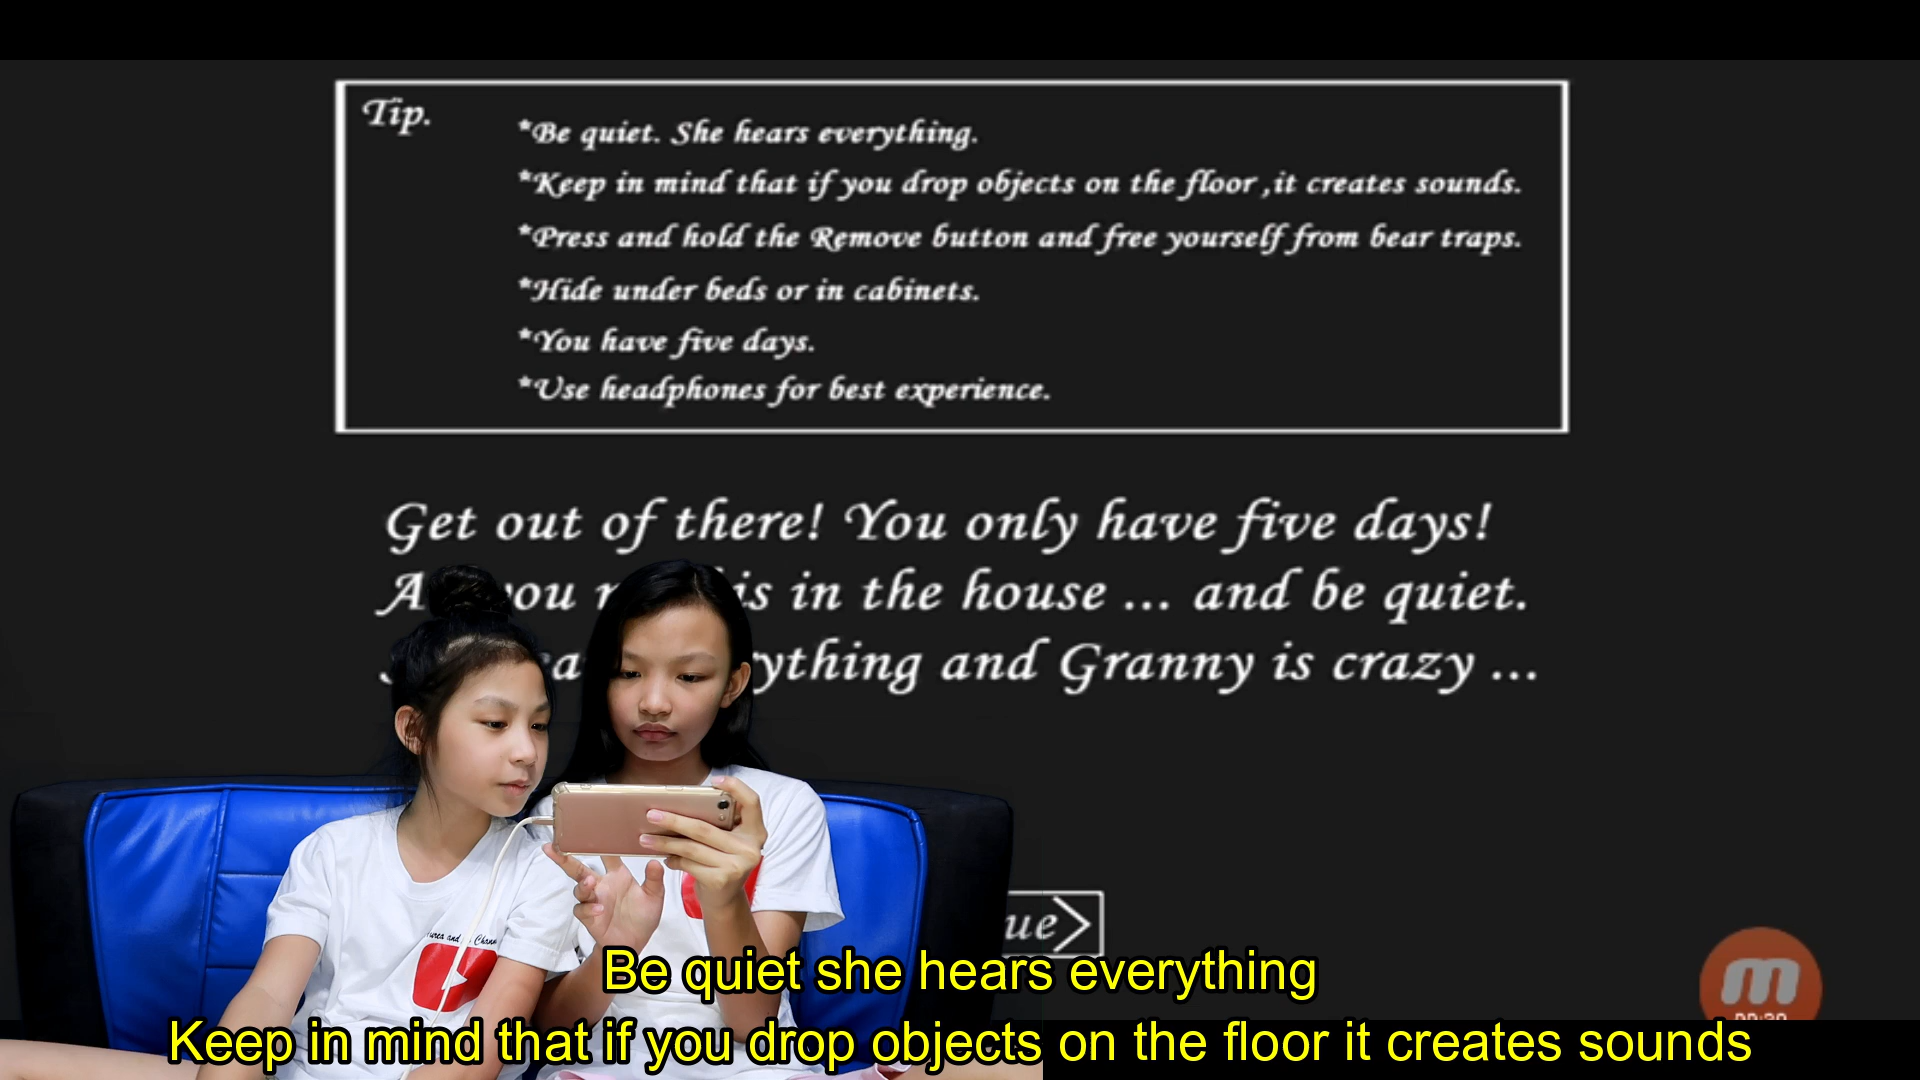 Tip.
*Be quiet. She hears everything.
*Keep in mind that if you drop objects on the floor ,it creates sounds.
*Press and hold the Remove button and free yourself from bear traps.
*Hide under beds or in cabinets.
*You have five days.
*Use headphones for best experience.
Get out of there! You only have five days!
you is in the house ... and be quiet.
and Granny is crazy ...
Be quiet she hears everything
Keep in mind that if you drop objects on the floor it creates sounds